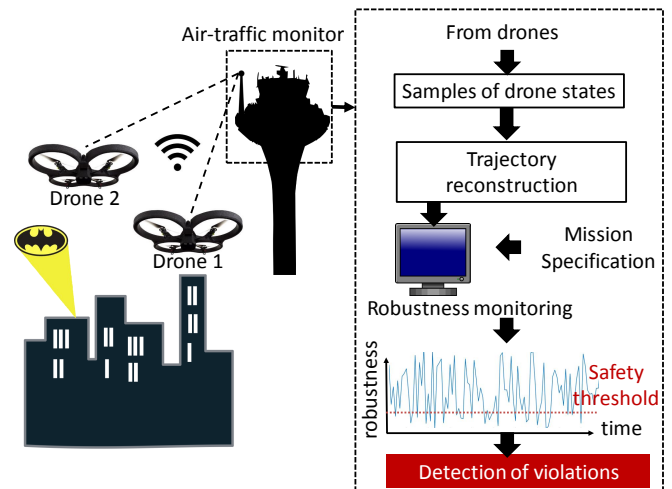 Air-traffic monitor
Drone 2
Drone 1
From drones
Samples of drone states
Trajectory
reconstruction
Mission
Specification
Robustness monitoring
robustness
Safety
threshold
time
Detection of violations